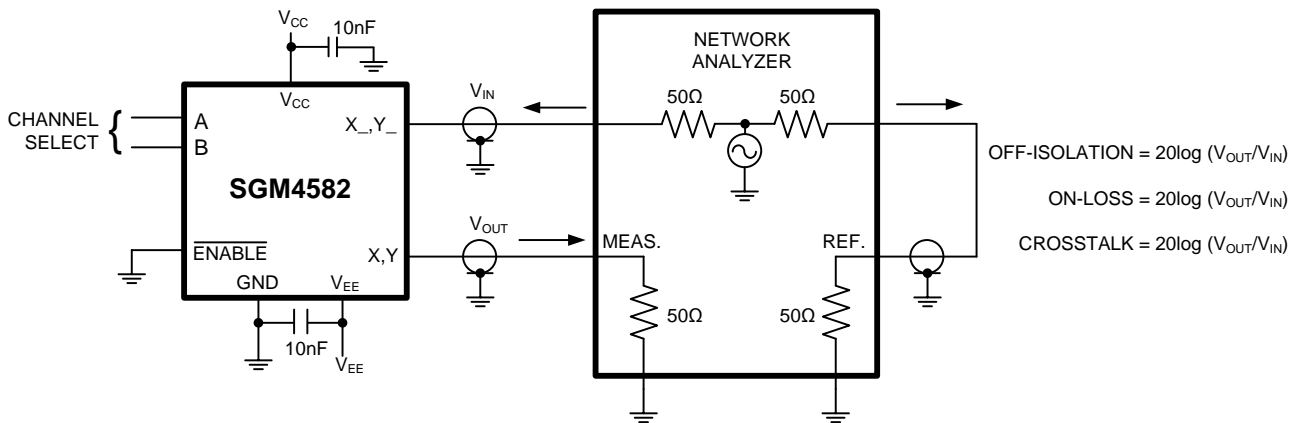 VCC
10nF
VCC
CHANNEL
SELECT
{
A
B
X_,Y_
VIN
SGM4582
ENABLE
X,Y
VOUT
GND
VEE
10nF
VEE
NETWORK
ANALYZER
50Ω
50Ω
MEAS.
REF.
50Ω
50Ω
OFF-ISOLATION = 20log (VOUT/VIN)
ON-LOSS = 20log (VOUT/VIN)
CROSSTALK = 20log (VOUT/VIN)